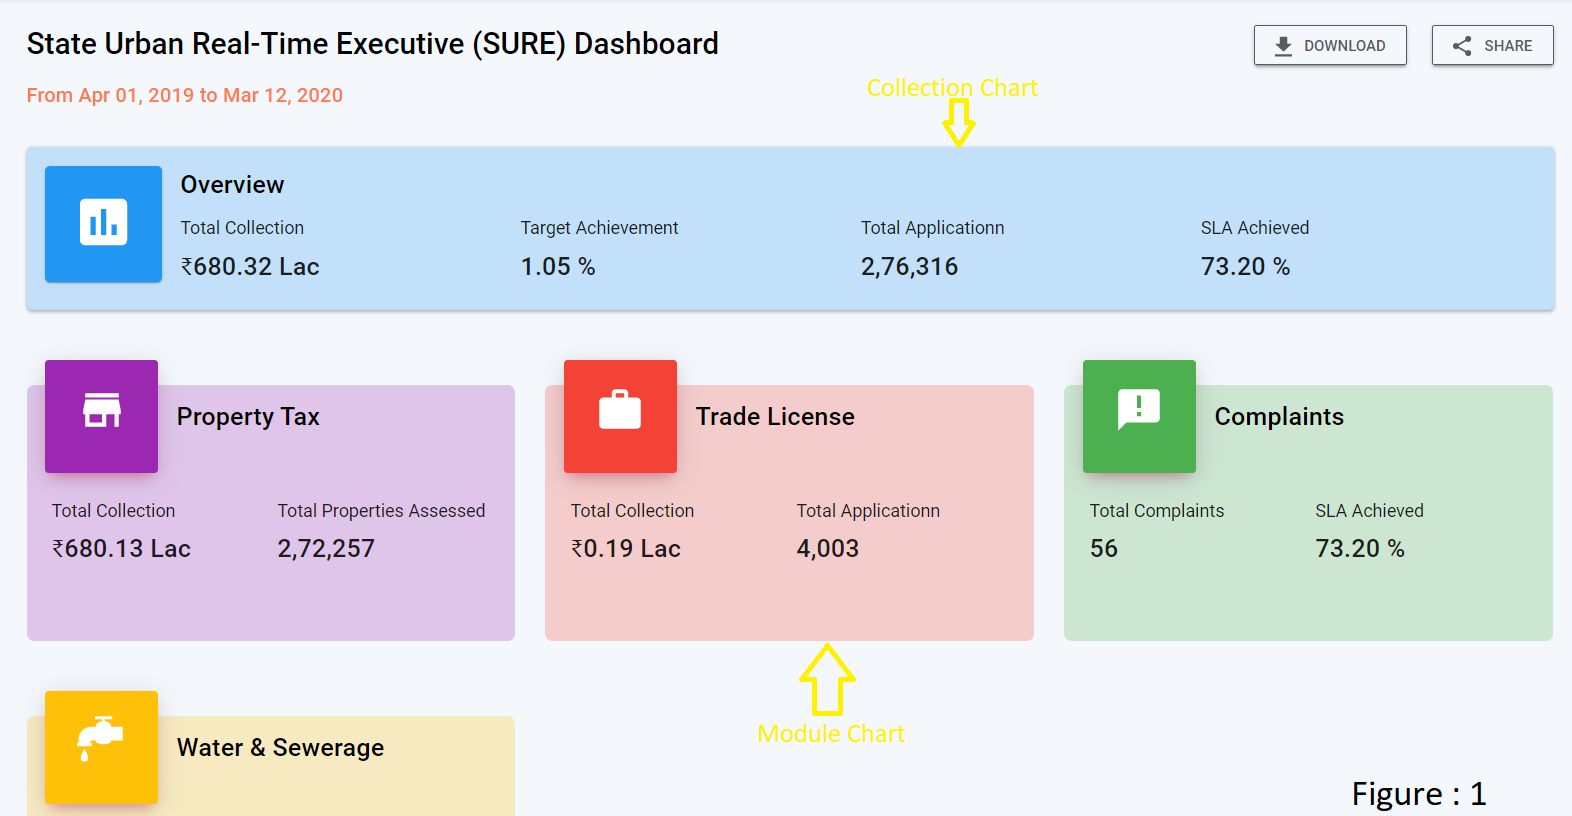 State Urban Real-Time Executive (SURE) Dashboard
DOWNLOAD
SHARE
From Apr 01, 2019 to Mar 12, 2020
Collection Chart
Overview
Total Collection Target Achievement Total Applicationn SLA Achieved
₹680.32 Lac 1.05 % 2,76,316 73.20 %
Property Tax
Total Collection Total Properties Assessed
₹680.13 Lac 2,72,257
Trade License
Total Collection Total Applicationn
₹0.19 Lac 4,003
Complaints
Total Complaints SLA Achieved
56 73.20 %
Module Chart
Water & Sewerage
Figure : 1